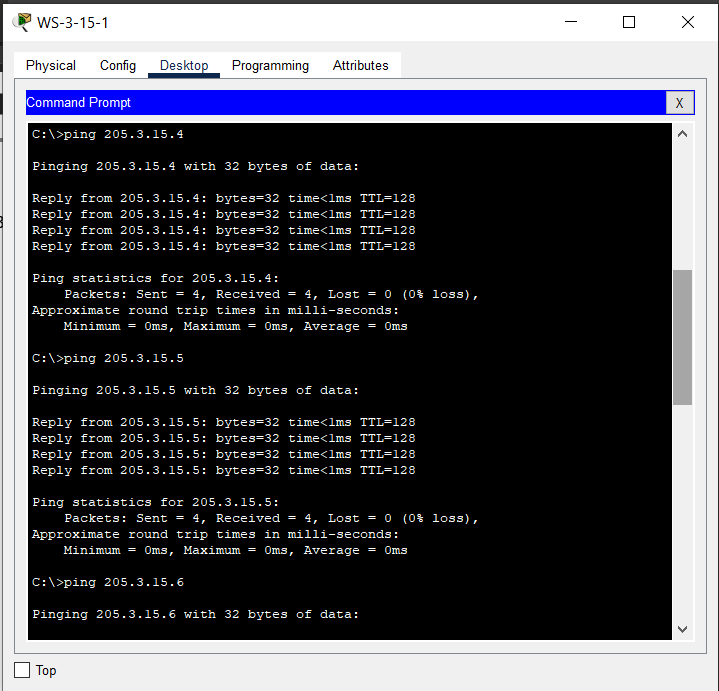 WS-3-15-1
Physical Config Desktop Programming Attributes
Command Prompt X
C:\>ping 205.3.15.4
Pinging 205.3.15.4 with 32 bytes of data:
Reply from 205.3.15.4: bytes=32 time<1ms TTL=128
Reply from 205.3.15.4: bytes=32 time<1ms TTL=128
Reply from 205.3.15.4: bytes=32 time<1ms TTL=128
Reply from 205.3.15.4: bytes=32 time<1ms TTL=128
Ping statistics for 205.3.15.4:
Packets: Sent = 4, Received = 4, Lost = 0 (0% loss),
Approximate round trip times in milli-seconds:
Minimum = 0ms, Maximum = 0ms, Average = 0ms
C:\>ping 205.3.15.5
Pinging 205.3.15.5 with 32 bytes of data:
Reply from 205.3.15.5: bytes=32 time<1ms TTL=128
Reply from 205.3.15.5: bytes=32 time<1ms TTL=128
Reply from 205.3.15.5: bytes=32 time<1ms TTL=128
Reply from 205.3.15.5: bytes=32 time<1ms TTL=128
Ping statistics for 205.3.15.5:
Packets: Sent = 4, Received = 4, Lost = 0 (0% loss),
Approximate round trip times in milli-seconds:
Minimum = 0ms, Maximum = 0ms, Average = 0ms
C:\>ping 205.3.15.6
Pinging 205.3.15.6 with 32 bytes of data:
Top